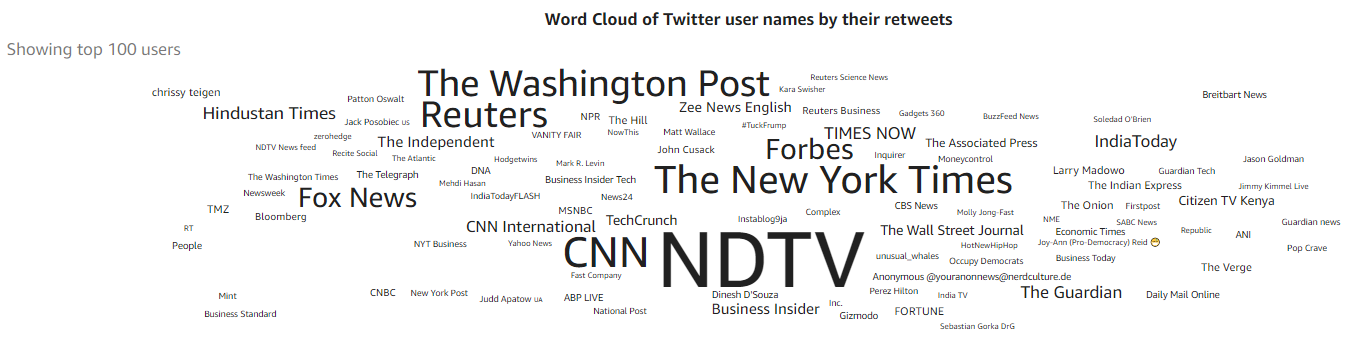 Word Cloud of Twitter user names by their retweets
Showing top 100 users
The Washington Post
Reuters Science News
Kara Swisher
chrissy teigen
Patton Oswalt
Breitbart News
Hindustan Times
Reuters
Zee News English
Reuters Business
Gadgets 360
Jack Posobiec US
NPR
The Hill
#TuckFrump
BuzzFeed News
Soledad O'Brien
zerohedge
The Independent
VANITY FAIR
NowThis
Matt Wallace
TIMES NOW
The Associated Press
IndiaToday
NDTV News feed
Recite Social
The Atlantic
Hodgetwins
John Cusack
Forbes
Inquirer
Moneycontrol
Jason Goldman
The Washington Times
The Telegraph
DNA
Mark R. Levin
Larry Madowo
Guardian Tech
Newsweek
Fox News
Mehdi Hasan
Business Insider Tech
The New York Times
The Indian Express
Jimmy Kimmel Live
IndiaTodayFLASH
News24
Citizen TV Kenya
TMZ
Bloomberg
MSNBC
TechCrunch
Instablog9ja
Complex
CBS News
Molly Jong-Fast
The Onion
Firstpost
RT
CNN International
The Wall Street Journal
NME
SABC News
Guardian news
Economic Times
Republic
ANI
People
NYT Business
Yahoo News
CNN
NDTV
HotNewHipHop
Joy-Ann (Pro-Democracy) Reid 😷
Pop Crave
unusual_whales
Occupy Democrats
Business Today
The Verge
Fast Company
Anonymous @youranonnews@nerdculture.de
Mint
CNBC
New York Post
Judd Apatow UA
ABP LIVE
Dinesh D'Souza
Perez Hilton
India TV
The Guardian
Daily Mail Online
Business Standard
National Post
Business Insider
Inc.
Gizmodo
FORTUNE
Sebastian Gorka DrG